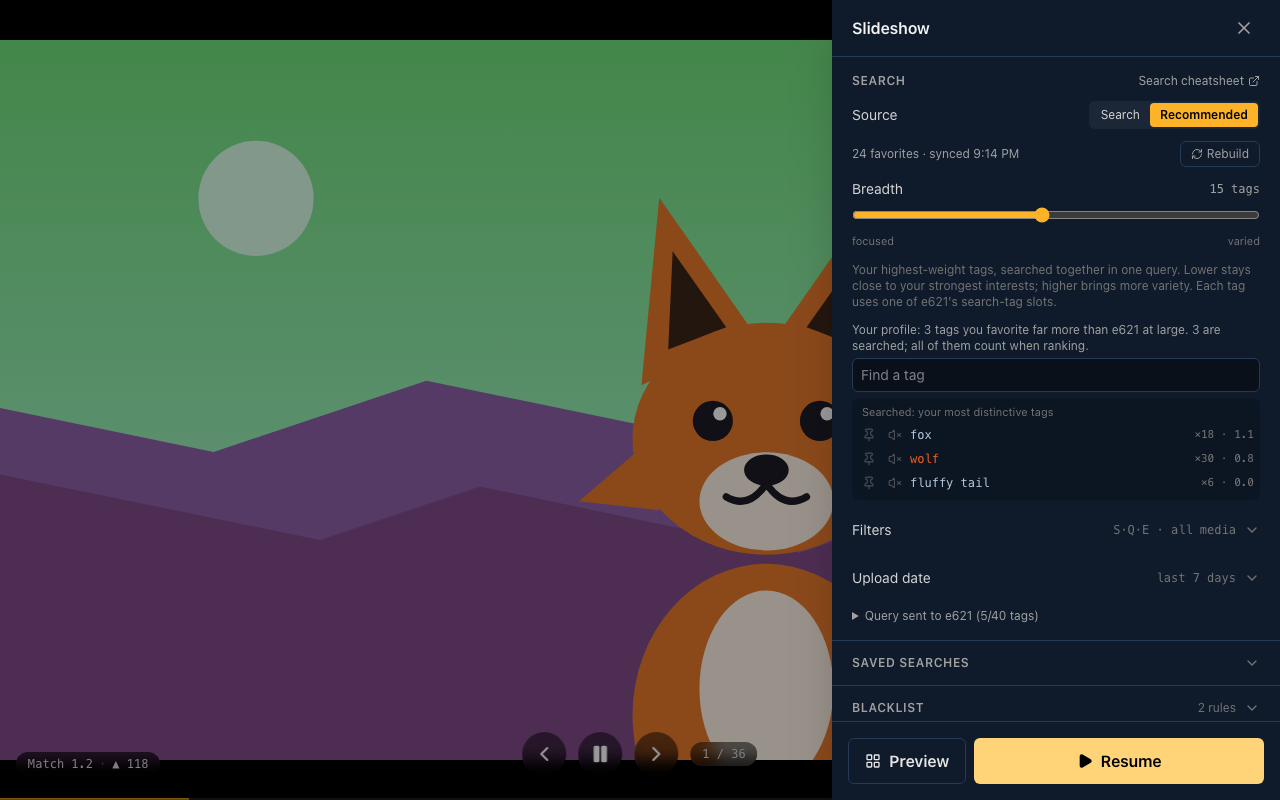 Slideshow
SEARCH
Search cheatsheet
Source
Search
Recommended
24 favorites · synced 9:14 PM
Rebuild
Breadth
15 tags
focused
varied
Your highest-weight tags, searched together in one query. Lower stays
close to your strongest interests; higher brings more variety. Each tag
uses one of e621's search-tag slots.
Your profile: 3 tags you favorite far more than e621 at large. 3 are
searched; all of them count when ranking.
Find a tag
Searched: your most distinctive tags
fox
×18 · 1.1
wolf
×30 · 0.8
fluffy tail
×6 · 0.0
Filters
S·Q·E · all media
Upload date
last 7 days
Query sent to e621 (5/40 tags)
SAVED SEARCHES
BLACKLIST
2 rules
Preview
Resume
1 / 36
Match 1.2 · ▲ 118